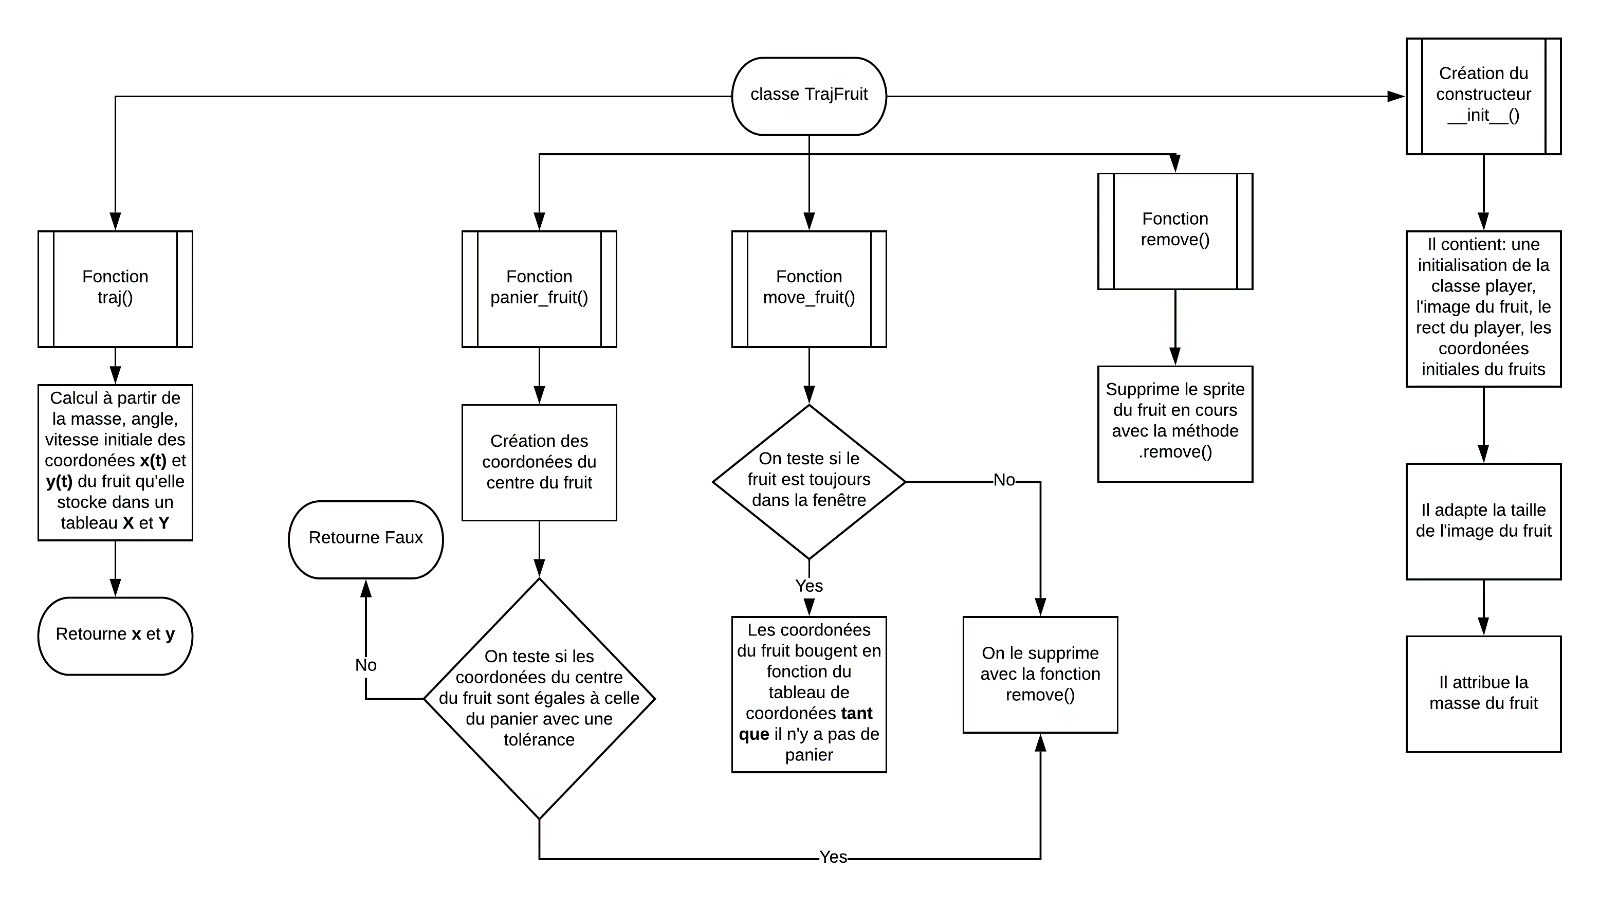 classe TrajFruit
Création du
constructeur
__init__()
Fonction
remove()
Fonction
traj()
Fonction
panier_fruit()
Fonction
move_fruit()
Il contient: une
initialisation de la
classe player,
l'image du fruit, le
rect du player, les
coordonées
initiales du fruits
Calcul à partir de
la masse, angle,
vitesse initiale des
coordonées x(t) et
y(t) du fruit qu'elle
stocke dans un
tableau X et Y
Création des
coordonées du
centre du fruit
On teste si le
fruit est toujours
dans la fenêtre
Supprime le sprite
du fruit en cours
avec la méthode
.remove()
No
Il adapte la taille
de l'image du fruit
Retourne Faux
Yes
Retourne x et y
No
On teste si les
coordonées du centre
du fruit sont égales à celle
du panier avec une
tolérance
Les coordonées
du fruit bougent en
fonction du
tableau de
coordonées tant
que il n'y a pas de
panier
On le supprime
avec la fonction
remove()
Il attribue la
masse du fruit
Yes